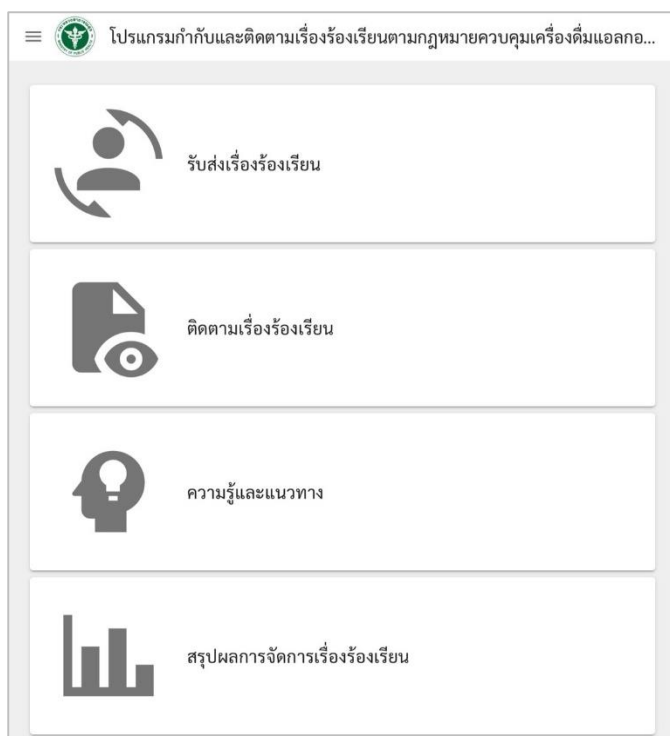 โปรแกรมกำกับและติดตามเรื่องร้องเรียนตามกฎหมายควบคุมเครื่องดื่มแอลกอ...
รับส่งเรื่องร้องเรียน
ติดตามเรื่องร้องเรียน
ความรู้และแนวทาง
สรุปผลการจัดการเรื่องร้องเรียน